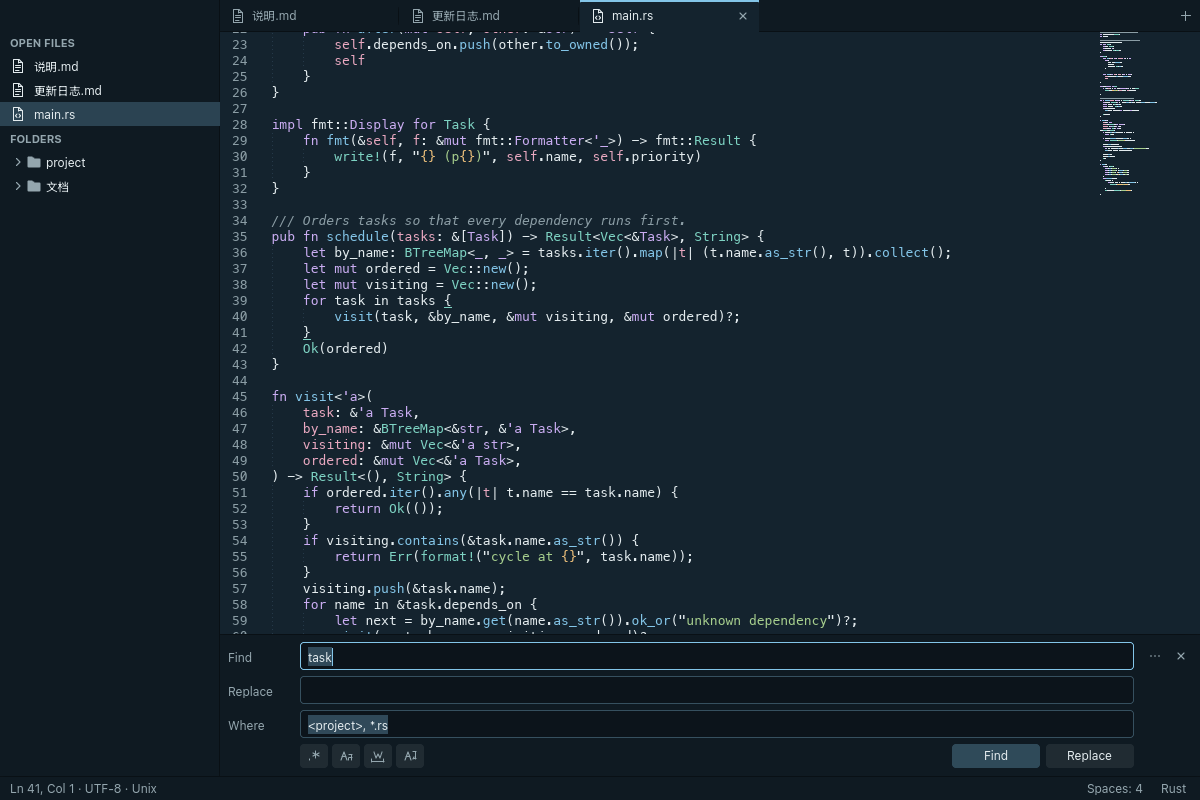 说明.md
更新日志.md
main.rs
OPEN FILES
说明.md
更新日志.md
main.rs
FOLDERS
project
文档
23 self.depends_on.push(other.to_owned());
24 self
25 }
26 }
27
28 impl fmt::Display for Task {
29 fn fmt(&self, f: &mut fmt::Formatter<'_>) -> fmt::Result {
30 write!(f, "{} (p{})", self.name, self.priority)
31 }
32 }
33
34 /// Orders tasks so that every dependency runs first.
35 pub fn schedule(tasks: &[Task]) -> Result<Vec<&Task>, String> {
36 let by_name: BTreeMap<_, _> = tasks.iter().map(|t| (t.name.as_str(), t)).collect();
37 let mut ordered = Vec::new();
38 let mut visiting = Vec::new();
39 for task in tasks {
40 visit(task, &by_name, &mut visiting, &mut ordered)?;
41 }
42 Ok(ordered)
43 }
44
45 fn visit<'a>(
46 task: &'a Task,
47 by_name: &BTreeMap<&str, &'a Task>,
48 visiting: &mut Vec<&'a str>,
49 ordered: &mut Vec<&'a Task>,
50 ) -> Result<(), String> {
51 if ordered.iter().any(|t| t.name == task.name) {
52 return Ok(());
53 }
54 if visiting.contains(&task.name.as_str()) {
55 return Err(format!("cycle at {}", task.name));
56 }
57 visiting.push(&task.name);
58 for name in &task.depends_on {
59 let next = by_name.get(name.as_str()).ok_or("unknown dependency")?;
Find task
Replace
Where <project>, *.rs
Find
Replace
Ln 41, Col 1 · UTF-8 · Unix
Spaces: 4
Rust